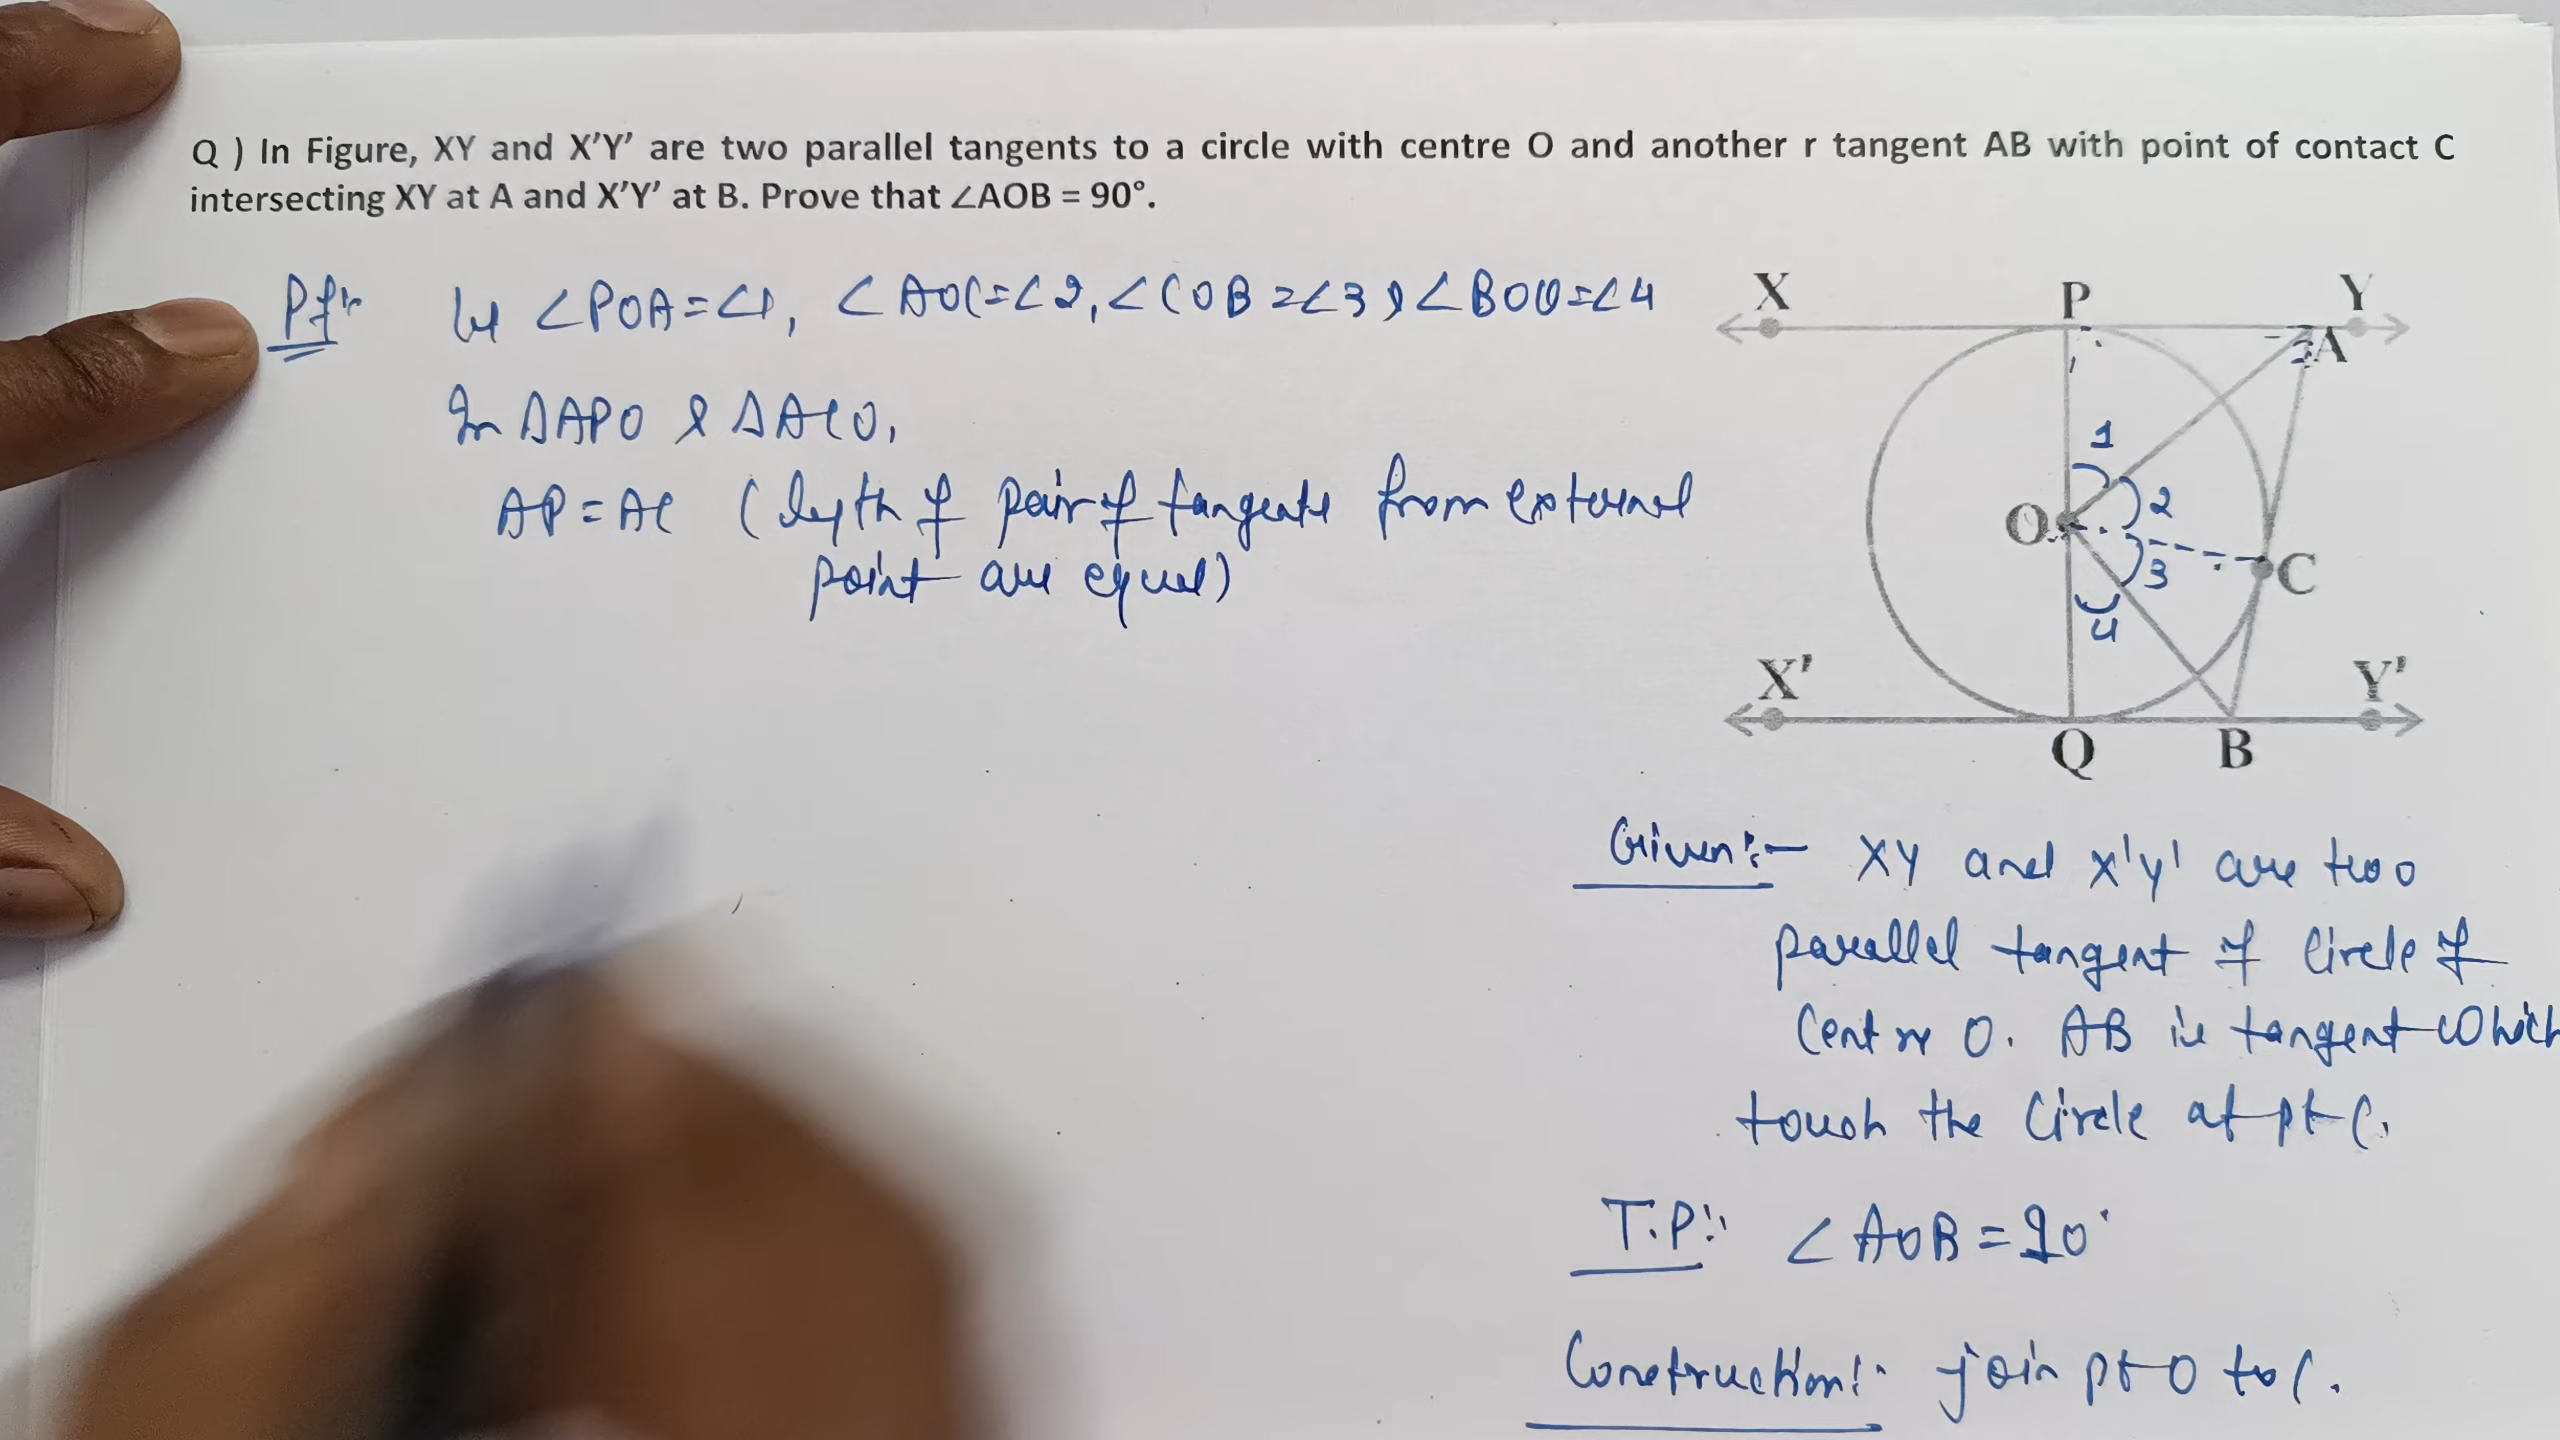 Q ) In Figure, XY and X'Y' are two parallel tangents to a circle with centre O and another r tangent AB with point of contact C
intersecting XY at A and X'Y' at B. Prove that ∠AOB = 90°.
Pf:- let ∠POA=∠1, ∠AOC=∠2, ∠COB=∠3 & ∠BOQ=∠4
In ΔAPO & ΔACO,
AP=AC (length of pair of tangents from external
point are equal)
X P Y
A
1
2
O
C
3
4
X' Y'
Q B
Given:- XY and X'Y' are two
parallel tangent of Circle of
Centre O. AB is tangent which
touch the Circle at pt C.
T.P:- ∠AOB=90°
Construction:- join pt O to C.